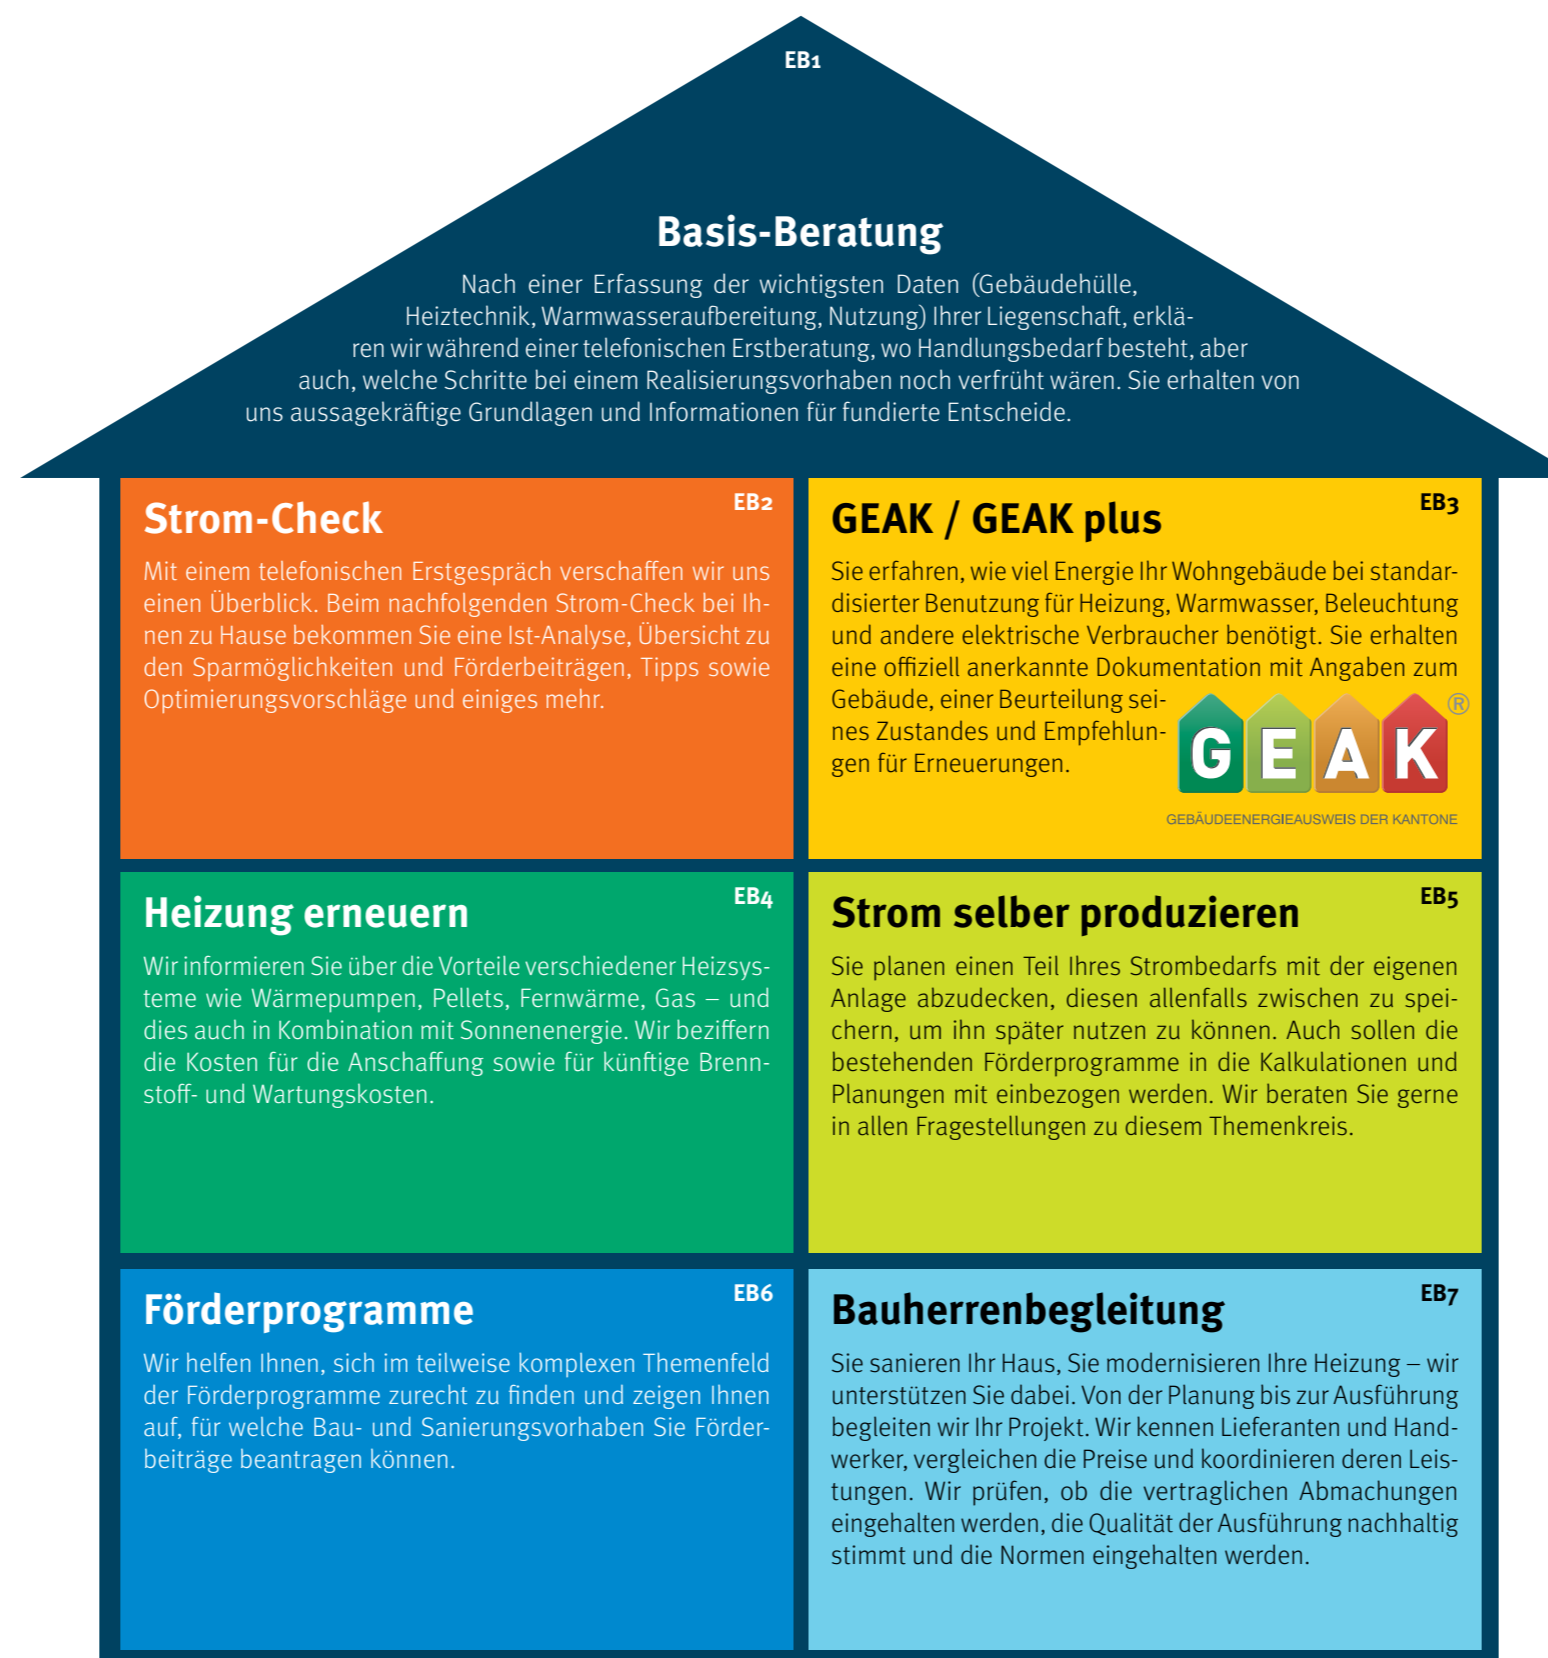 EB1
Basis-Beratung
Nach einer Erfassung der wichtigsten Daten (Gebäudehülle,
Heiztechnik, Warmwasseraufbereitung, Nutzung) Ihrer Liegenschaft, erklä-
ren wir während einer telefonischen Erstberatung, wo Handlungsbedarf besteht, aber
auch, welche Schritte bei einem Realisierungsvorhaben noch verfrüht wären. Sie erhalten von
uns aussagekräftige Grundlagen und Informationen für fundierte Entscheide.
Strom-Check
EB2
Mit einem telefonischen Erstgespräch verschaffen wir uns
einen Überblick. Beim nachfolgenden Strom-Check bei Ih-
nen zu Hause bekommen Sie eine Ist-Analyse, Übersicht zu
den Sparmöglichkeiten und Förderbeiträgen, Tipps sowie
Optimierungsvorschläge und einiges mehr.
GEAK / GEAK plus
EB3
Sie erfahren, wie viel Energie Ihr Wohngebäude bei standar-
disierter Benutzung für Heizung, Warmwasser, Beleuchtung
und andere elektrische Verbraucher benötigt. Sie erhalten
eine offiziell anerkannte Dokumentation mit Angaben zum
Gebäude, einer Beurteilung sei-
nes Zustandes und Empfehlun-
gen für Erneuerungen.
GEAK®
GEBÄUDEENERGIEAUSWEIS DER KANTONE
Heizung erneuern
EB4
Wir informieren Sie über die Vorteile verschiedener Heizsys-
teme wie Wärmepumpen, Pellets, Fernwärme, Gas – und
dies auch in Kombination mit Sonnenenergie. Wir beziffern
die Kosten für die Anschaffung sowie für künftige Brenn-
stoff- und Wartungskosten.
Strom selber produzieren
EB5
Sie planen einen Teil Ihres Strombedarfs mit der eigenen
Anlage abzudecken, diesen allenfalls zwischen zu spei-
chern, um ihn später nutzen zu können. Auch sollen die
bestehenden Förderprogramme in die Kalkulationen und
Planungen mit einbezogen werden. Wir beraten Sie gerne
in allen Fragestellungen zu diesem Themenkreis.
Förderprogramme
EB6
Wir helfen Ihnen, sich im teilweise komplexen Themenfeld
der Förderprogramme zurecht zu finden und zeigen Ihnen
auf, für welche Bau- und Sanierungsvorhaben Sie Förder-
beiträge beantragen können.
Bauherrenbegleitung
EB7
Sie sanieren Ihr Haus, Sie modernisieren Ihre Heizung – wir
unterstützen Sie dabei. Von der Planung bis zur Ausführung
begleiten wir Ihr Projekt. Wir kennen Lieferanten und Hand-
werker, vergleichen die Preise und koordinieren deren Leis-
tungen. Wir prüfen, ob die vertraglichen Abmachungen
eingehalten werden, die Qualität der Ausführung nachhaltig
stimmt und die Normen eingehalten werden.